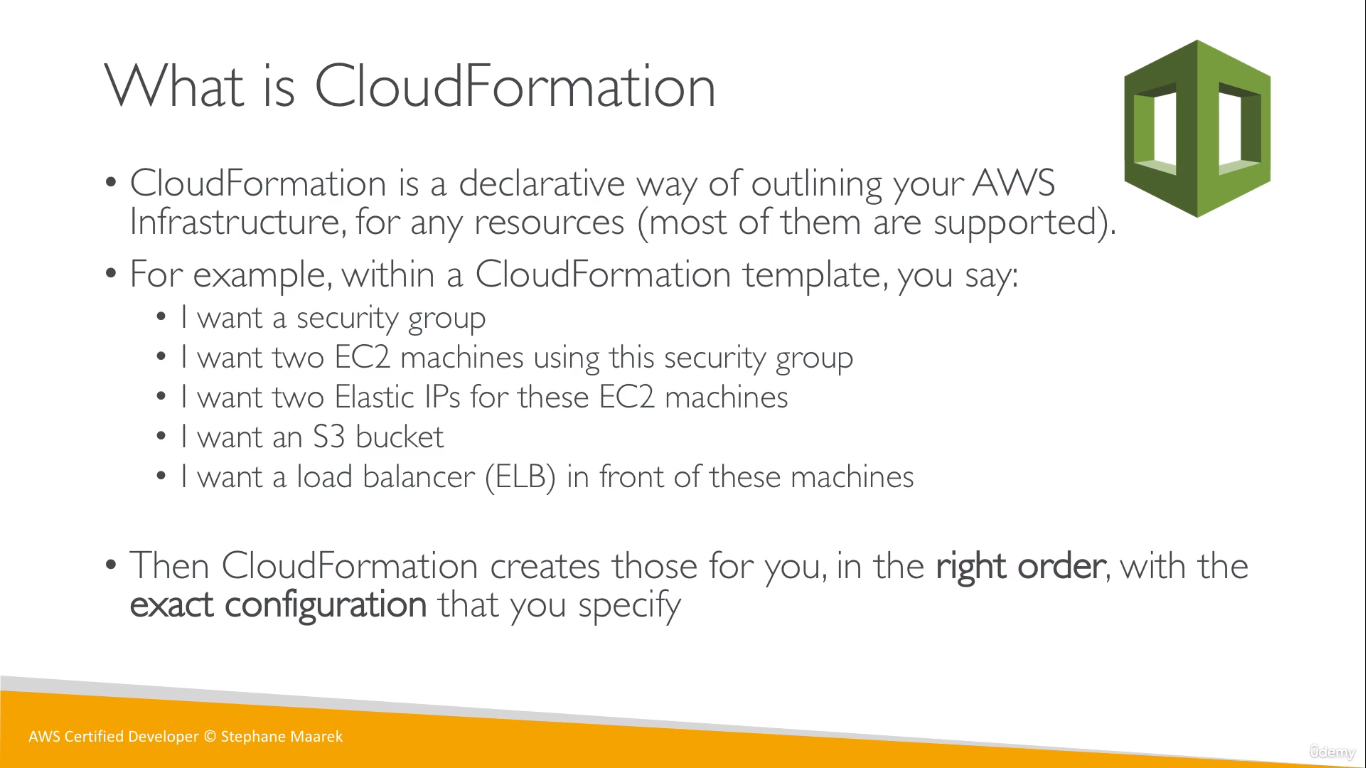 What is CloudFormation
• CloudFormation is a declarative way of outlining your AWS
Infrastructure, for any resources (most of them are supported).
• For example, within a CloudFormation template, you say:
• I want a security group
• I want two EC2 machines using this security group
• I want two Elastic IPs for these EC2 machines
• I want an S3 bucket
• I want a load balancer (ELB) in front of these machines
• Then CloudFormation creates those for you, in the right order, with the
exact configuration that you specify
AWS Certified Developer © Stephane Maarek
ûdemy